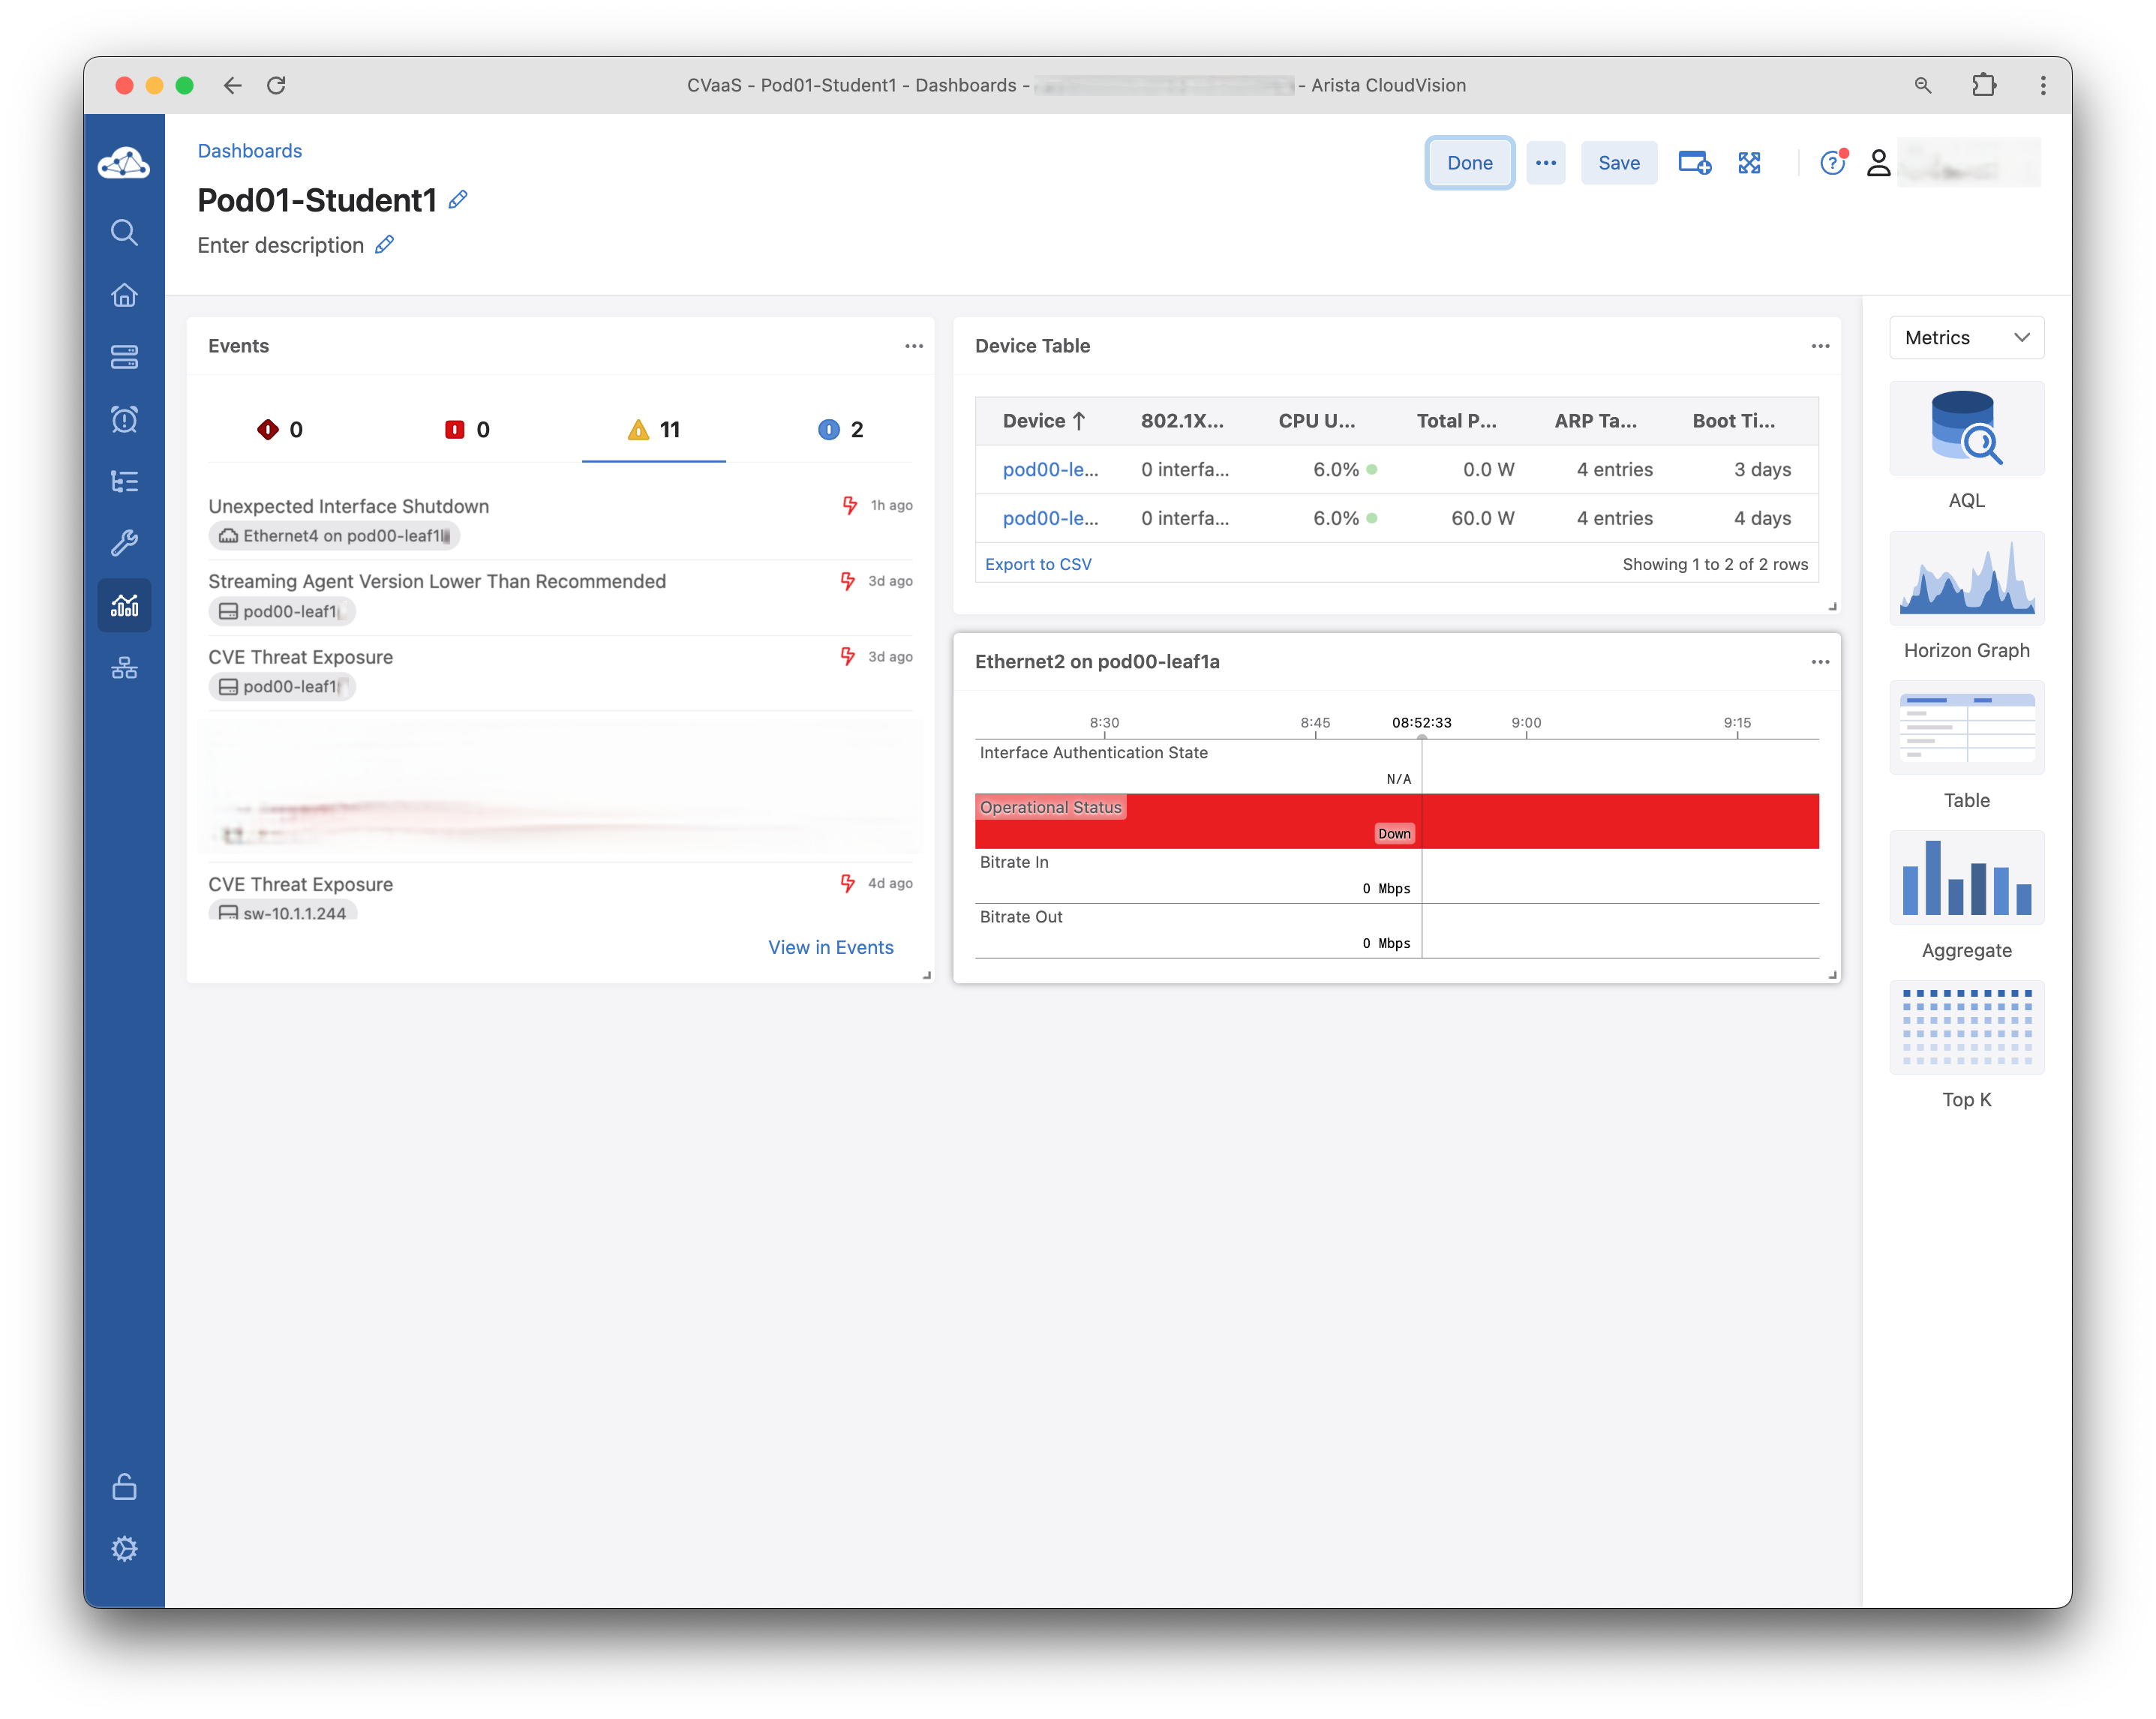 CVaaS - Pod01-Student1 - Dashboards - - Arista CloudVision
Dashboards
Pod01-Student1
Enter description
Done
Save
Events
0
0
11
2
Unexpected Interface Shutdown
1h ago
Ethernet4 on pod00-leaf1
Streaming Agent Version Lower Than Recommended
3d ago
pod00-leaf1
CVE Threat Exposure
3d ago
pod00-leaf1
CVE Threat Exposure
4d ago
sw-10.1.1.244
View in Events
Device Table
Device 802.1X... CPU U... Total P... ARP Ta... Boot Ti...
pod00-le... 0 interfa... 6.0% 0.0 W 4 entries 3 days
pod00-le... 0 interfa... 6.0% 60.0 W 4 entries 4 days
Export to CSV
Showing 1 to 2 of 2 rows
Ethernet2 on pod00-leaf1a
8:30 8:45 08:52:33 9:00 9:15
Interface Authentication State
N/A
Operational Status
Down
Bitrate In
0 Mbps
Bitrate Out
0 Mbps
Metrics
AQL
Horizon Graph
Table
Aggregate
Top K